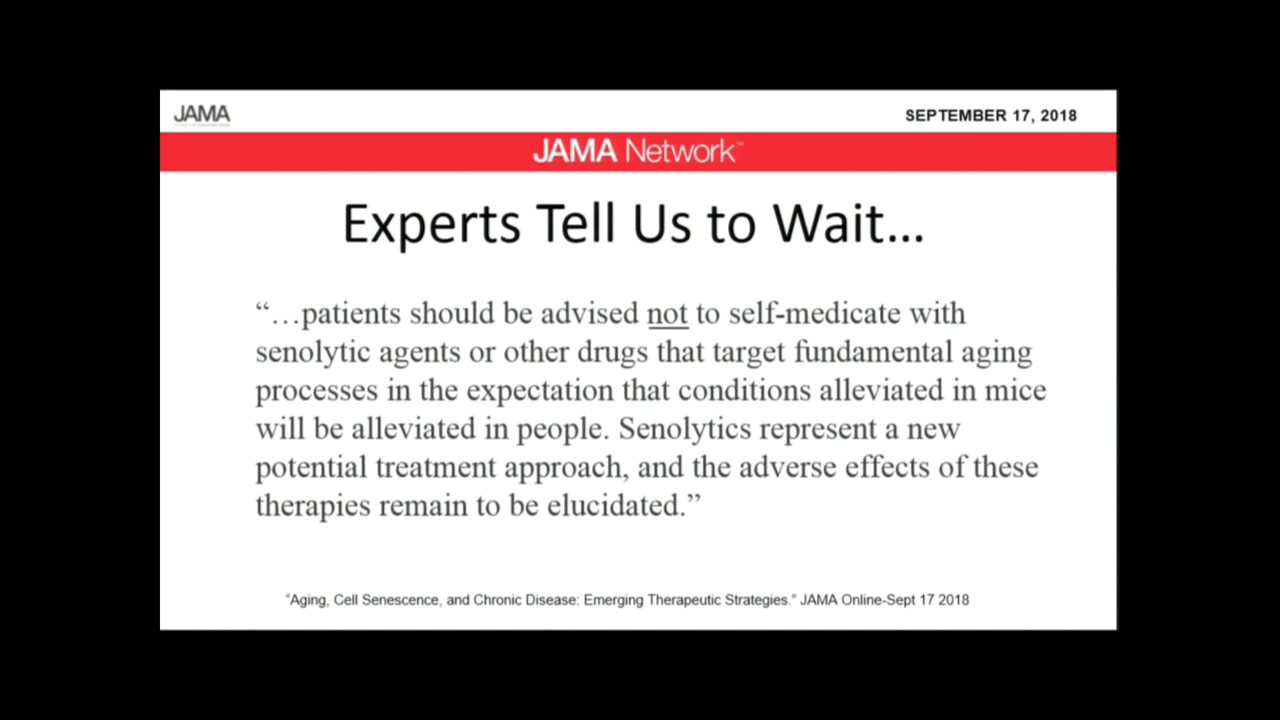 JAMA
SEPTEMBER 17, 2018
JAMA Network™
Experts Tell Us to Wait...
“…patients should be advised not to self-medicate with
senolytic agents or other drugs that target fundamental aging
processes in the expectation that conditions alleviated in mice
will be alleviated in people. Senolytics represent a new
potential treatment approach, and the adverse effects of these
therapies remain to be elucidated.”
“Aging, Cell Senescence, and Chronic Disease: Emerging Therapeutic Strategies.” JAMA Online-Sept 17 2018